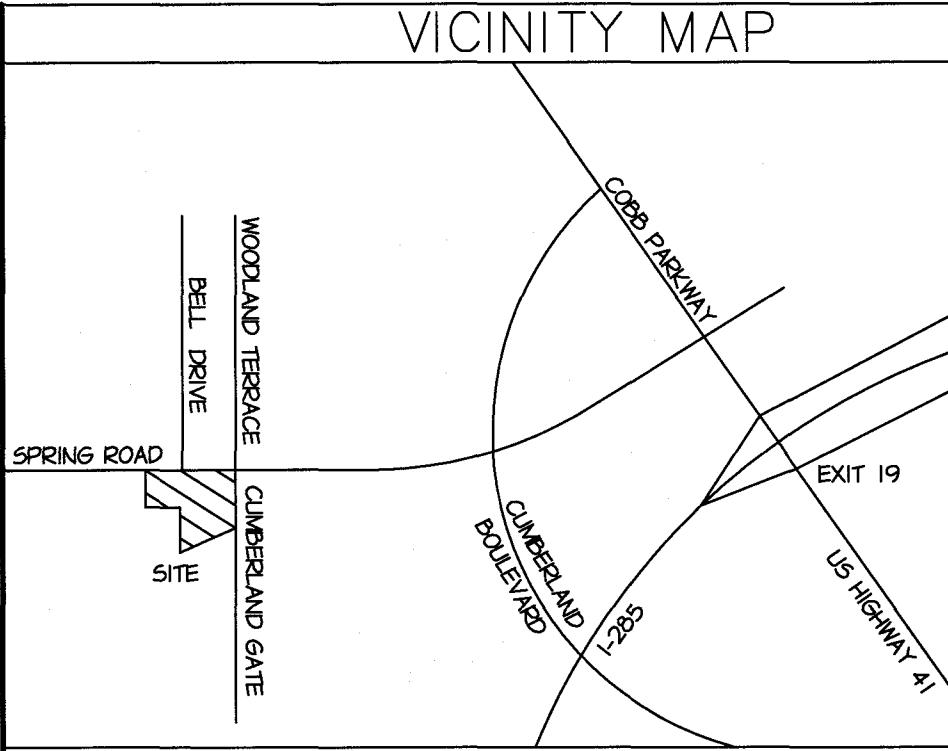 VICINITY MAP
COBB PARKWAY
WOODLAND TERRACE
BELL DRIVE
SPRING ROAD
EXIT 19
CUMBERLAND GATE
CUMBERLAND
BOULEVARD
SITE
US HIGHWAY 41
I-285